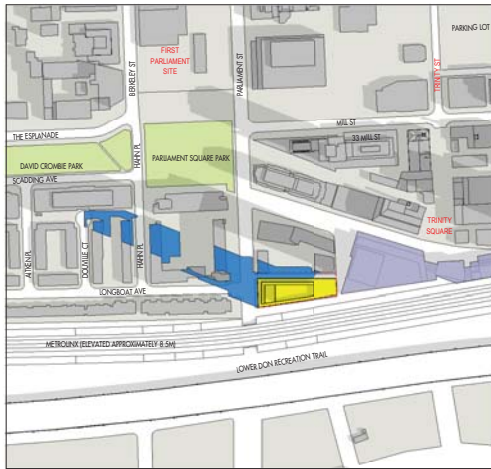 PARKING LOT
FIRST
PARLIAMENT
SITE
BERKELEY ST
PARLIAMENT ST
TRINITY ST
MILL ST
THE ESPLANADE
33 MILL ST
HAHN PL
DAVID CROMBIE PARK
PARLIAMENT SQUARE PARK
SCADDING AVE
TRINITY
SQUARE
AITKEN PL
DOUVILLE CT
HAHN PL
LONGBOAT AVE
METROLINX (ELEVATED APPROXIMATELY 8.5M)
LOWER DON RECREATION TRAIL